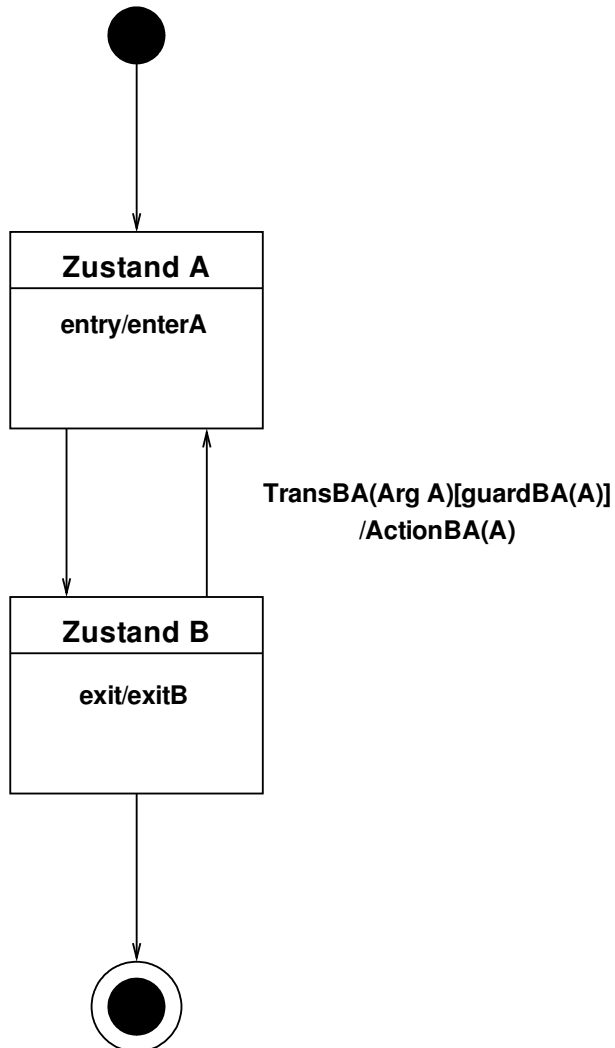 Zustand A
entry/enterA
TransBA(Arg A)[guardBA(A)]
/ActionBA(A)
Zustand B
exit/exitB